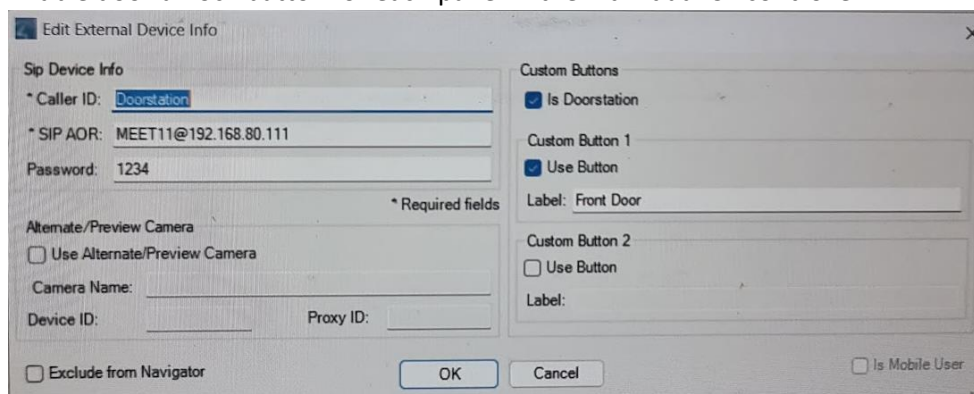 Edit External Device Info
Sip Device Info
* Caller ID: Doorstation
* SIP AOR: MEET11@192.168.80.111
Password: 1234
* Required fields
Alternate/Preview Camera
Use Alternate/Preview Camera
Camera Name:
Device ID: Proxy ID:
Exclude from Navigator
Custom Buttons
Is Doorstation
Custom Button 1
Use Button
Label: Front Door
Custom Button 2
Use Button
Label:
OK Cancel
Is Mobile User